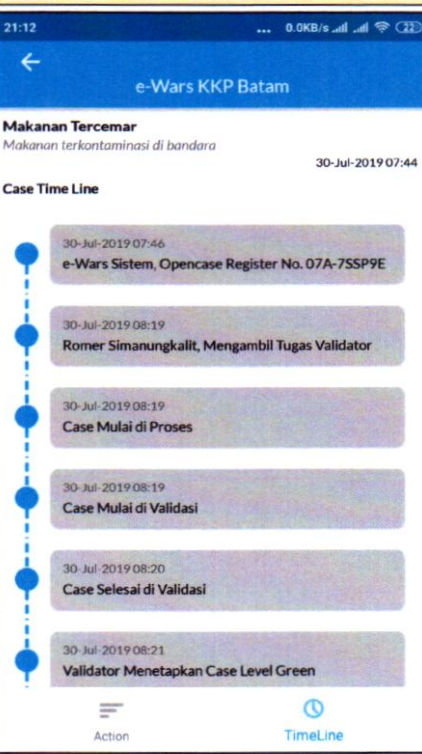 21:12
... 0.0KB/s 22
e-Wars KKP Batam
Makanan Tercemar
Makanan terkontaminasi di bandara
30-Jul-2019 07:44
Case Time Line
30-Jul-2019 07:46
e-Wars Sistem, Opencase Register No. 07A-7SSP9E
30-Jul-2019 08:19
Romer Simanungkalit, Mengambil Tugas Validator
30-Jul-2019 08:19
Case Mulai di Proses
30-Jul-2019 08:19
Case Mulai di Validasi
30-Jul-2019 08:20
Case Selesai di Validasi
30-Jul-2019 08:21
Validator Menetapkan Case Level Green
Action
TimeLine